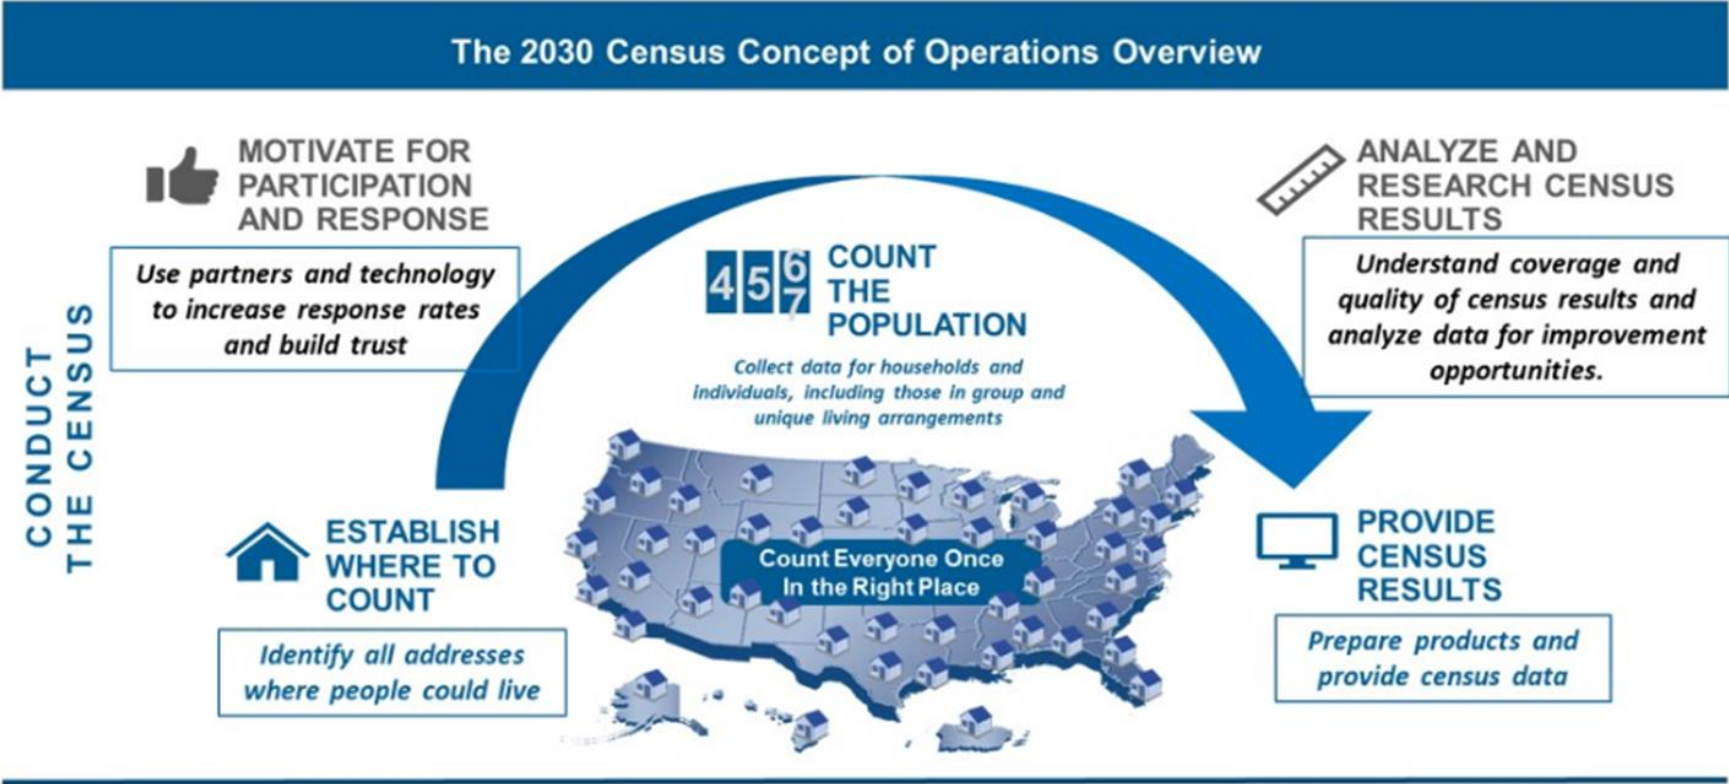 The 2030 Census Concept of Operations Overview
CONDUCT
THE CENSUS
MOTIVATE FOR
PARTICIPATION
AND RESPONSE
Use partners and technology
to increase response rates
and build trust
ESTABLISH
WHERE TO
COUNT
Identify all addresses
where people could live
4 5 6
7
COUNT
THE
POPULATION
Collect data for households and
individuals, including those in group and
unique living arrangements
Count Everyone Once
In the Right Place
ANALYZE AND
RESEARCH CENSUS
RESULTS
Understand coverage and
quality of census results and
analyze data for improvement
opportunities.
PROVIDE
CENSUS
RESULTS
Prepare products and
provide census data